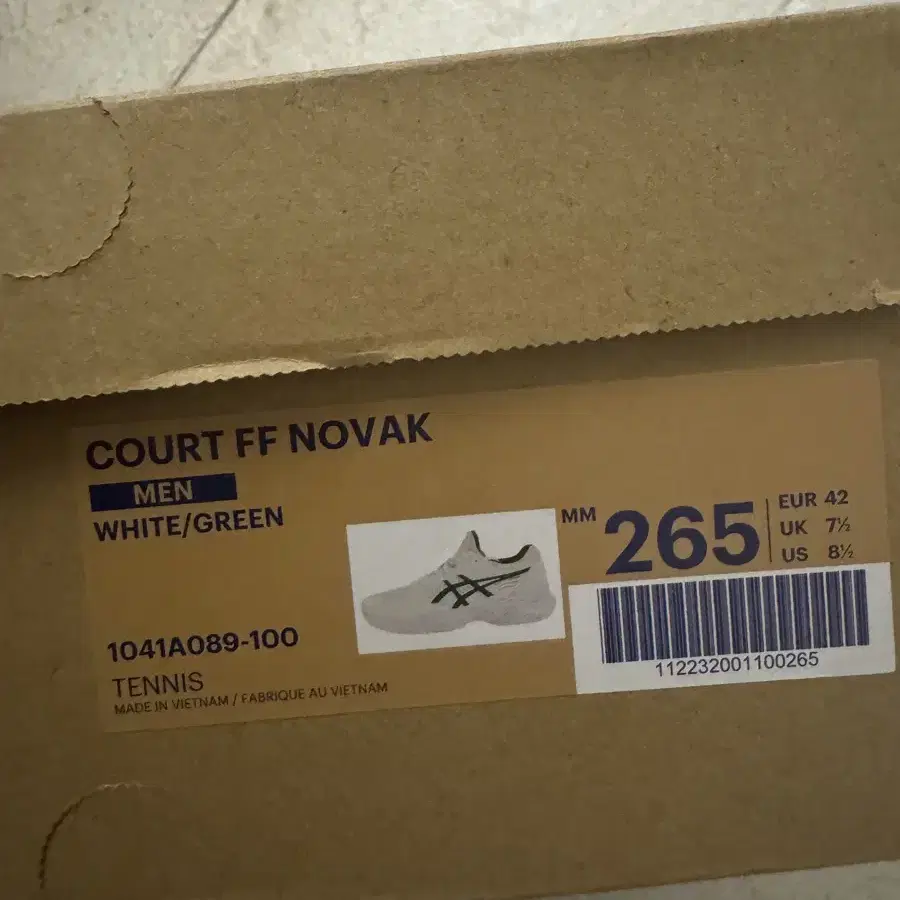 COURT FF NOVAK
MEN
WHITE/GREEN
MM 265
EUR 42
UK 7½
US 8½
112232001100265
1041A089-100
TENNIS
MADE IN VIETNAM / FABRIQUE AU VIETNAM